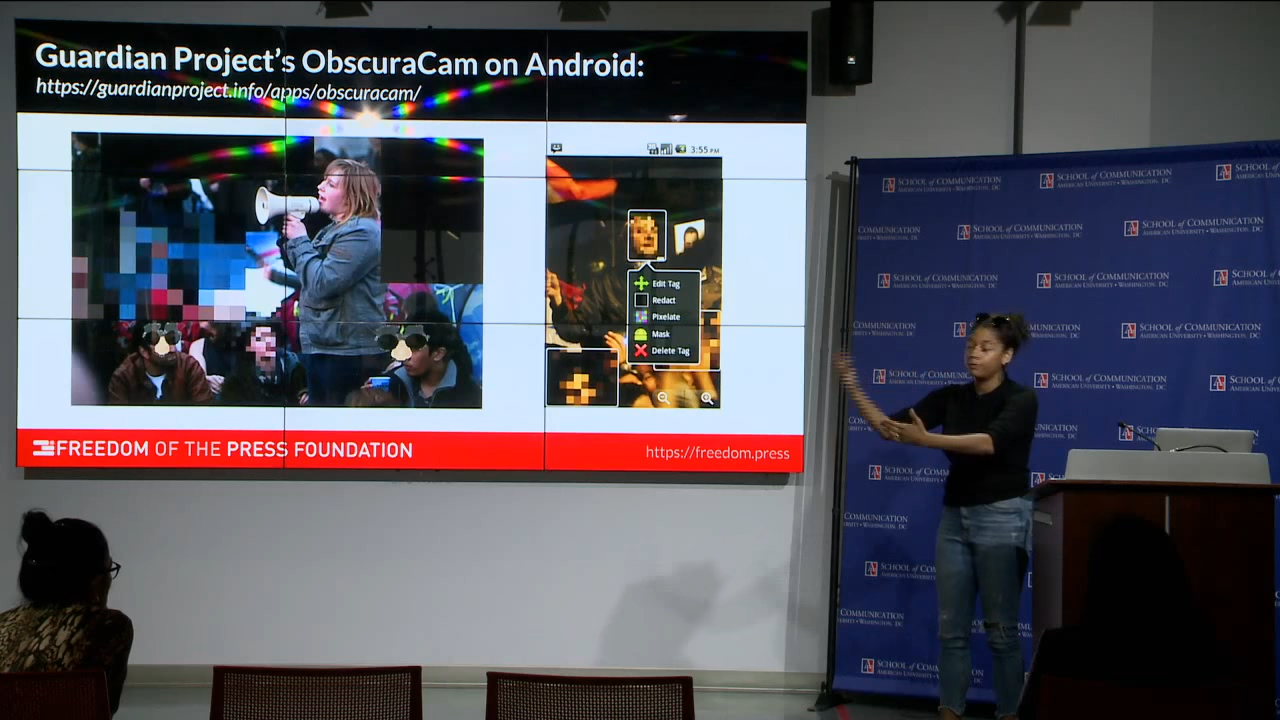 Guardian Project's ObscuraCam on Android:
https://guardianproject.info/apps/obscuracam/
3:55 PM
Edit Tag
Redact
Pixelate
Mask
Delete Tag
FREEDOM OF THE PRESS FOUNDATION
https://freedom.press
SCHOOL of COMMUNICATION
AMERICAN UNIVERSITY • WASHINGTON, DC